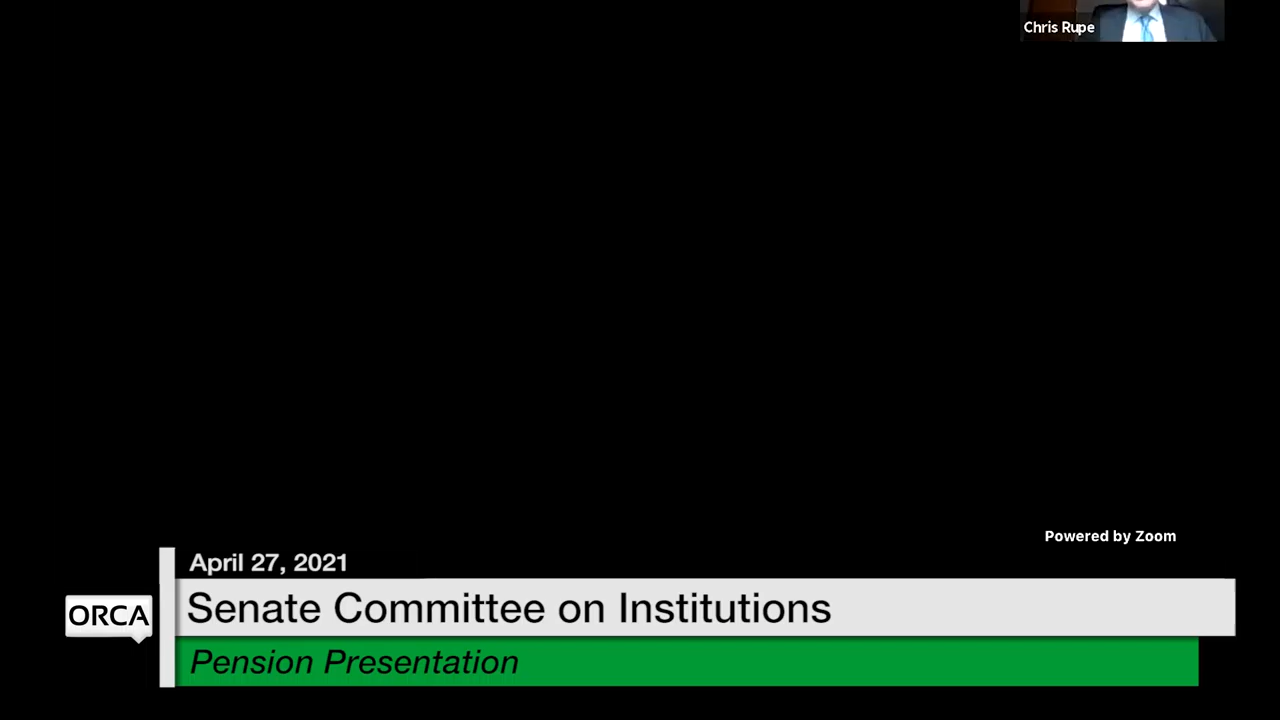 Chris Rupe
Powered by Zoom
April 27, 2021
Senate Committee on Institutions
ORCA
Pension Presentation